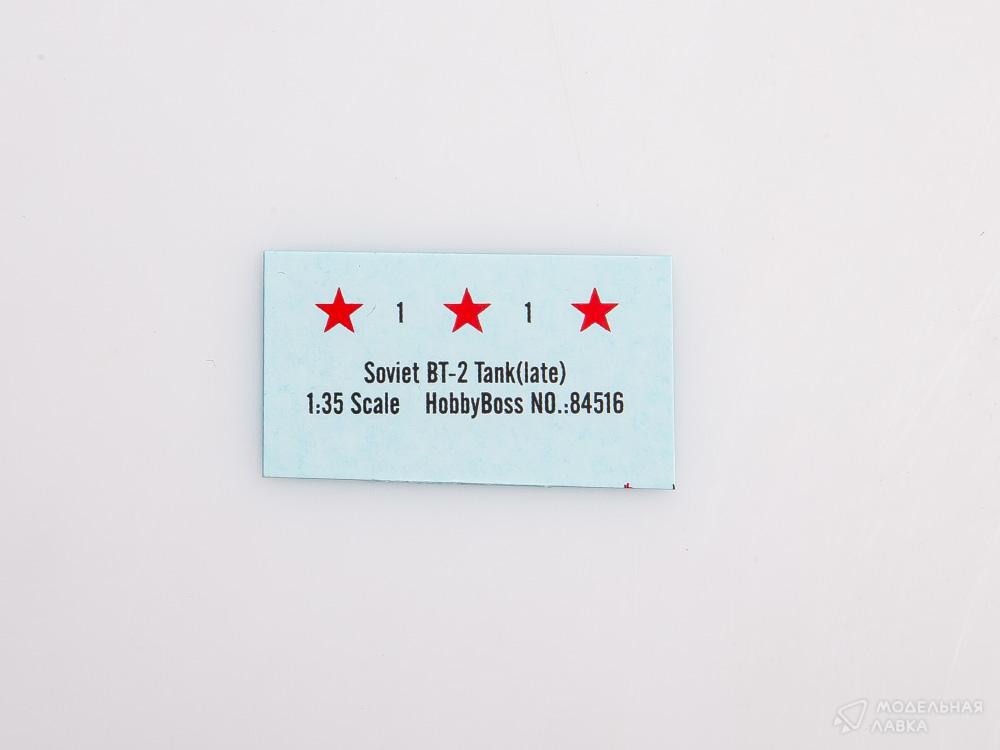 1 1
Soviet BT-2 Tank(late)
1:35 Scale HobbyBoss NO.:84516
МОДЕЛЬНАЯ
ЛАВКА